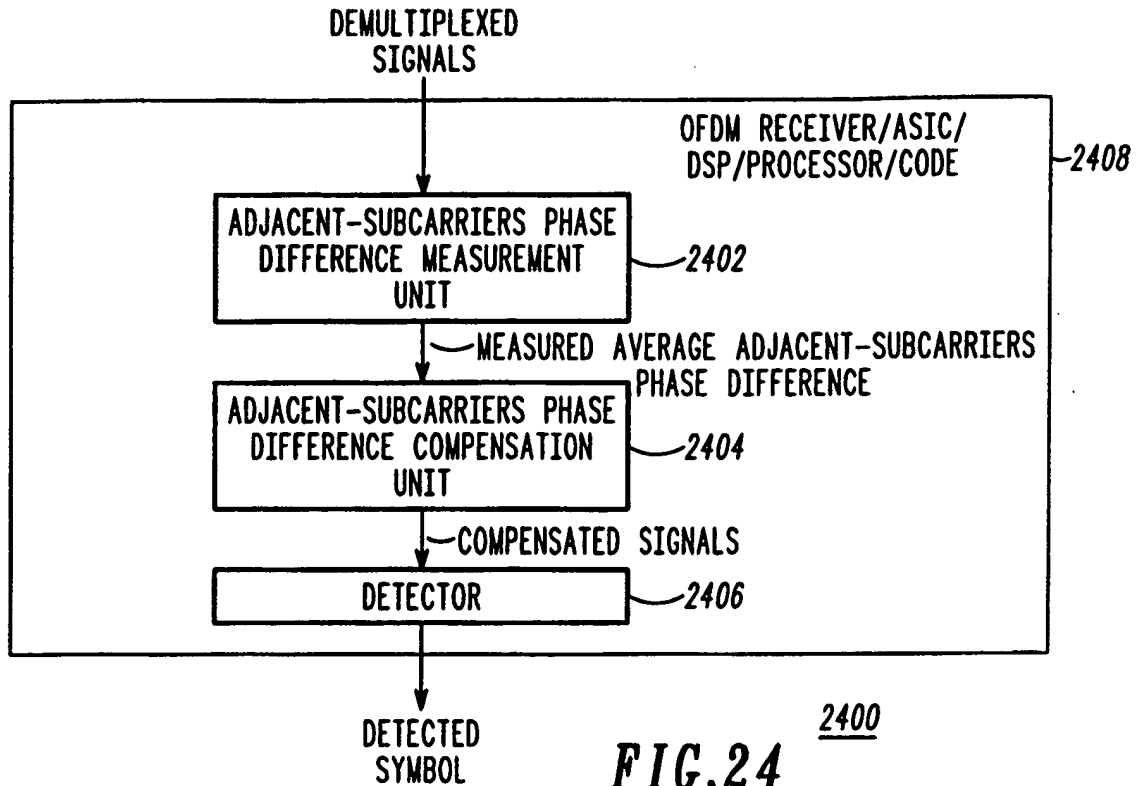 DEMULTIPLEXED
SIGNALS
OFDM RECEIVER/ASIC/
DSP/PROCESSOR/CODE
2408
ADJACENT-SUBCARRIERS PHASE
DIFFERENCE MEASUREMENT
UNIT
2402
MEASURED AVERAGE ADJACENT-SUBCARRIERS
PHASE DIFFERENCE
ADJACENT-SUBCARRIERS PHASE
DIFFERENCE COMPENSATION
UNIT
2404
COMPENSATED SIGNALS
DETECTOR
2406
DETECTED
SYMBOL
2400
FIG.24